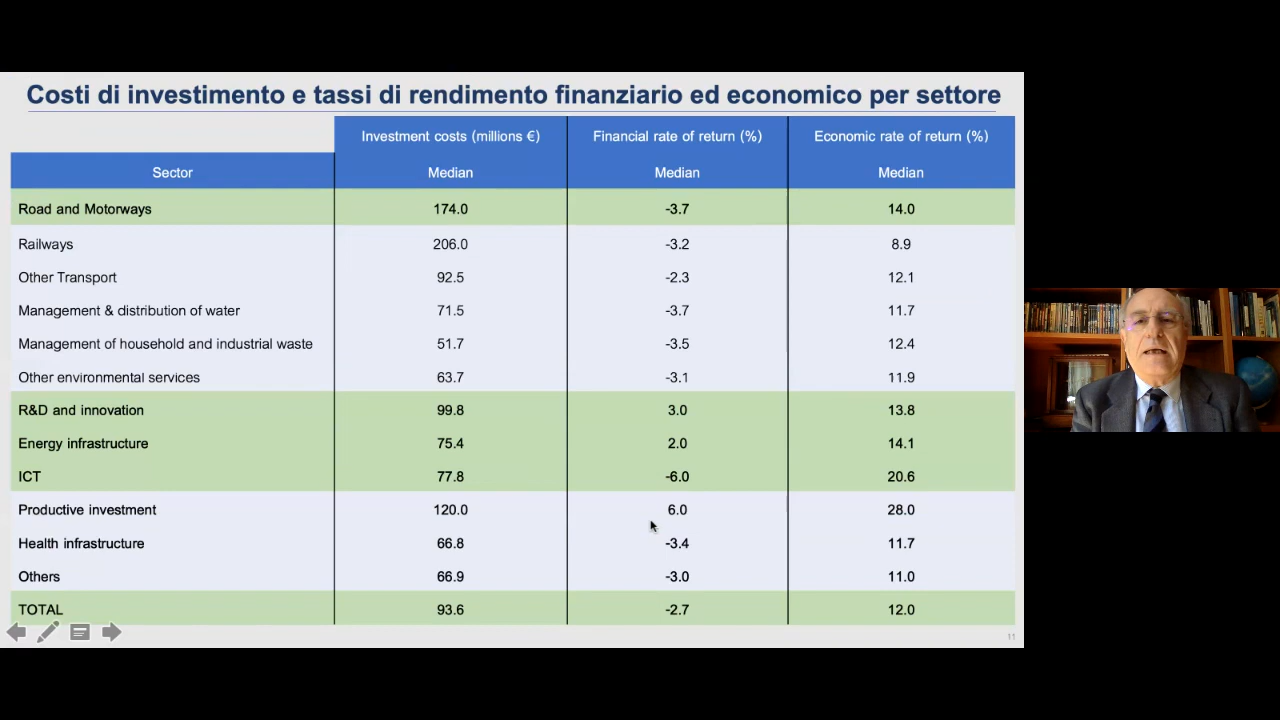 Costi di investimento e tassi di rendimento finanziario ed economico per settore
Investment costs (millions €) Financial rate of return (%) Economic rate of return (%)
Sector Median Median Median
Road and Motorways 174.0 -3.7 14.0
Railways 206.0 -3.2 8.9
Other Transport 92.5 -2.3 12.1
Management & distribution of water 71.5 -3.7 11.7
Management of household and industrial waste 51.7 -3.5 12.4
Other environmental services 63.7 -3.1 11.9
R&D and innovation 99.8 3.0 13.8
Energy infrastructure 75.4 2.0 14.1
ICT 77.8 -6.0 20.6
Productive investment 120.0 6.0 28.0
Health infrastructure 66.8 -3.4 11.7
Others 66.9 -3.0 11.0
TOTAL 93.6 -2.7 12.0
11